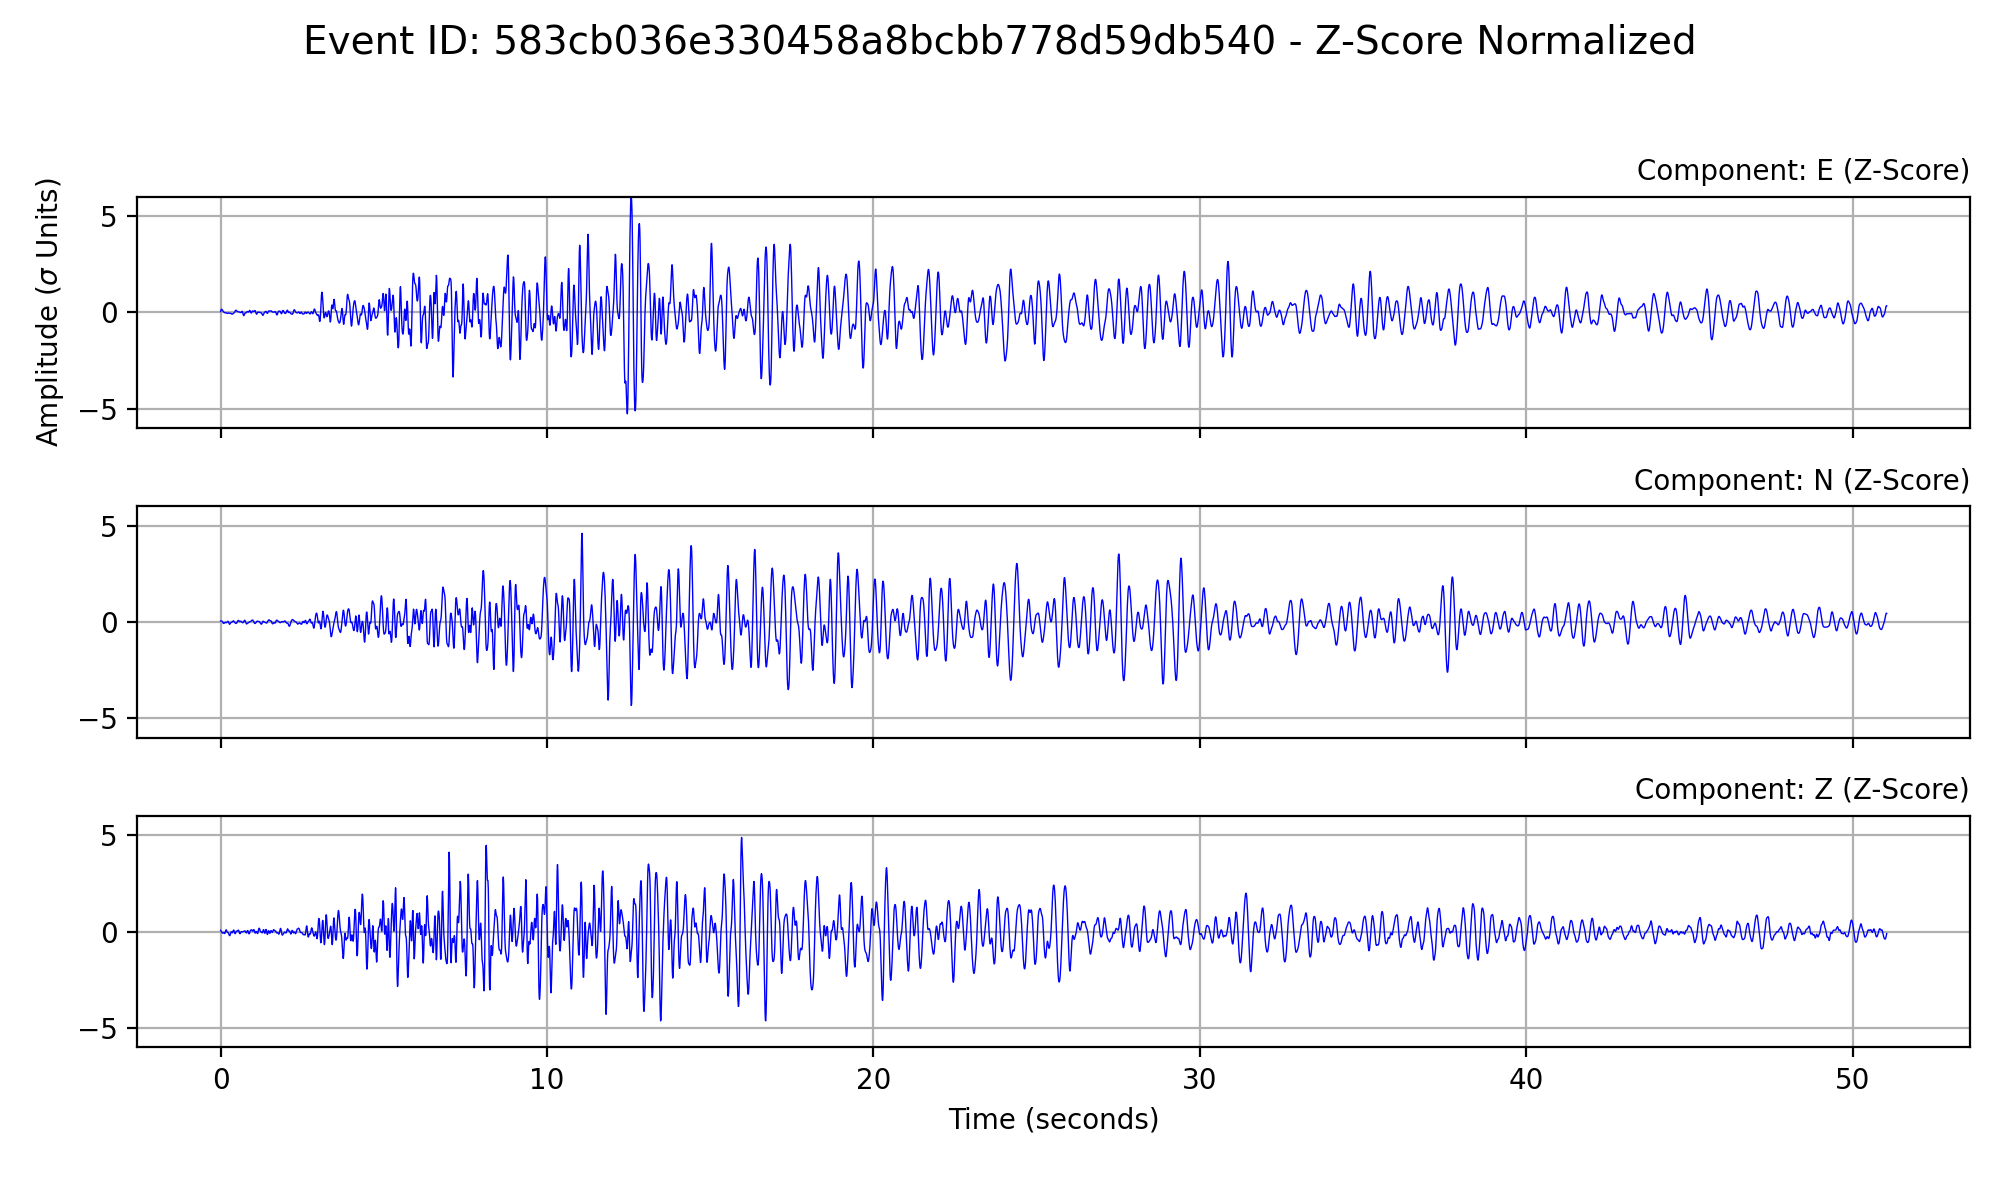 Event ID: 583cb036e330458a8bcbb778d59db540 - Z-Score Normalized
Component: E (Z-Score)
Amplitude (σ Units)
5
0
−5
Component: N (Z-Score)
5
0
−5
Component: Z (Z-Score)
5
0
−5
0 10 20 30 40 50
Time (seconds)